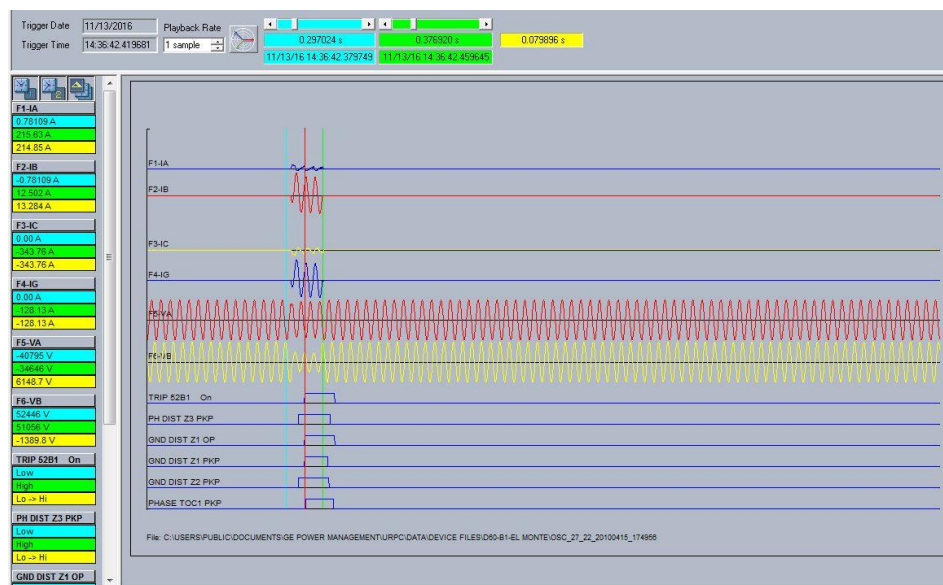 Trigger Date 11/13/2016 Playback Rate
Trigger Time 14:36:42.419681 1 sample
0.297024 s 0.376920 s 0.079896 s
11/13/16 14:36:42.379749 11/13/16 14:36:42.459645
F1-IA
0.78109 A
215.63 A
214.85 A
F2-IB
-0.78109 A
12.502 A
13.284 A
F3-IC
0.00 A
-343.76 A
-343.76 A
F4-IG
0.00 A
-128.13 A
-128.13 A
F5-VA
-40795 V
-34646 V
6148.7 V
F6-VB
52446 V
51056 V
-1389.8 V
TRIP 52B1 On
Low
High
Lo -> Hi
PH DIST Z3 PKP
Low
High
Lo -> Hi
GND DIST Z1 OP
F1-IA
F2-IB
F3-IC
F4-IG
F5-VA
F6-VB
TRIP 52B1 On
PH DIST Z3 PKP
GND DIST Z1 OP
GND DIST Z1 PKP
GND DIST Z2 PKP
PHASE TOC1 PKP
File: C:\USERS\PUBLIC\DOCUMENTS\GE POWER MANAGEMENT\URPC\DATA\DEVICE FILES\D60-B1-EL MONTE\OSC_27_22_20100415_174956